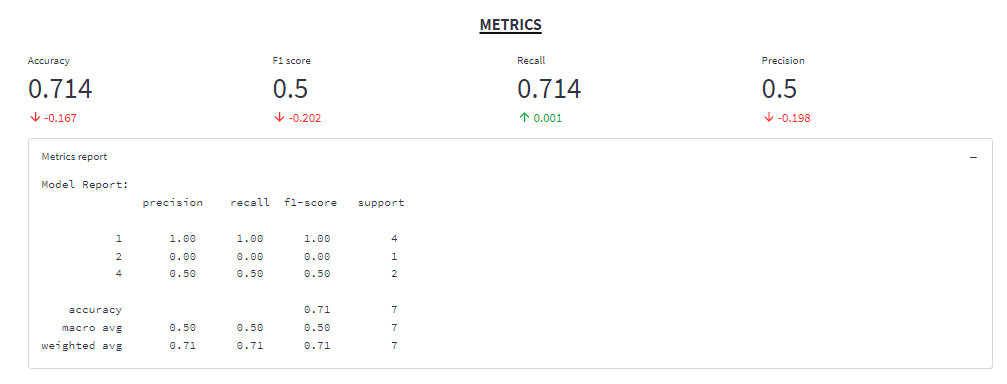 METRICS
Accuracy F1 score Recall Precision
0.714 0.5 0.714 0.5
↓ -0.167 ↓ -0.202 ↑ 0.001 ↓ -0.198
Metrics report −
Model Report:
precision recall f1-score support
1 1.00 1.00 1.00 4
2 0.00 0.00 0.00 1
4 0.50 0.50 0.50 2
accuracy 0.71 7
macro avg 0.50 0.50 0.50 7
weighted avg 0.71 0.71 0.71 7